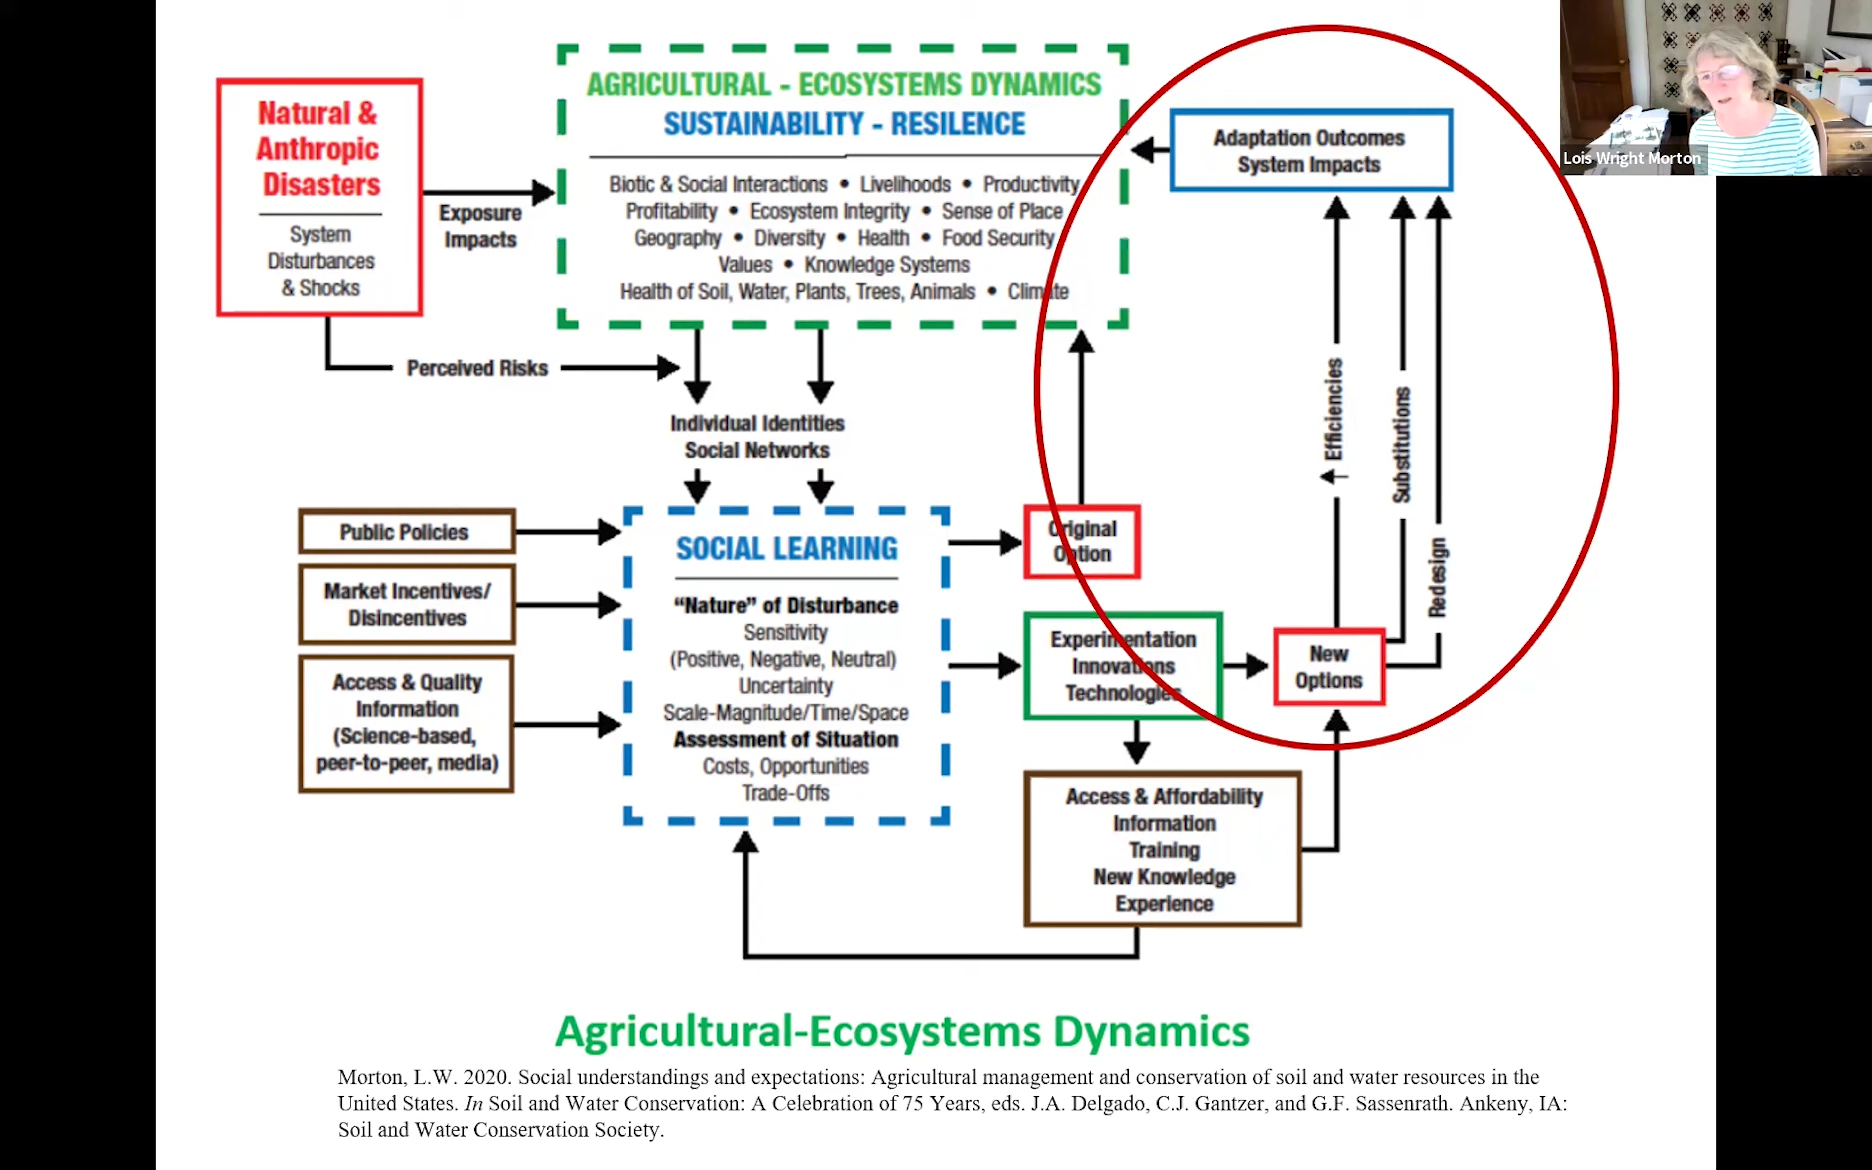 Natural &
Anthropic
Disasters
System
Disturbances
& Shocks
Exposure
Impacts
AGRICULTURAL - ECOSYSTEMS DYNAMICS
SUSTAINABILITY - RESILENCE
Biotic & Social Interactions • Livelihoods • Productivity
Profitability • Ecosystem Integrity • Sense of Place
Geography • Diversity • Health • Food Security
Values • Knowledge Systems
Health of Soil, Water, Plants, Trees, Animals • Climate
Adaptation Outcomes
System Impacts
Lois Wright Morton
Perceived Risks
Individual Identities
Social Networks
Efficiencies
Substitutions
Redesign
Public Policies
Market Incentives/
Disincentives
Access & Quality
Information
(Science-based,
peer-to-peer, media)
SOCIAL LEARNING
“Nature” of Disturbance
Sensitivity
(Positive, Negative, Neutral)
Uncertainty
Scale-Magnitude/Time/Space
Assessment of Situation
Costs, Opportunities
Trade-Offs
Original
Option
Experimentation
Innovations
Technologies
New
Options
Access & Affordability
Information
Training
New Knowledge
Experience
Agricultural-Ecosystems Dynamics
Morton, L.W. 2020. Social understandings and expectations: Agricultural management and conservation of soil and water resources in the
United States. In Soil and Water Conservation: A Celebration of 75 Years, eds. J.A. Delgado, C.J. Gantzer, and G.F. Sassenrath. Ankeny, IA:
Soil and Water Conservation Society.